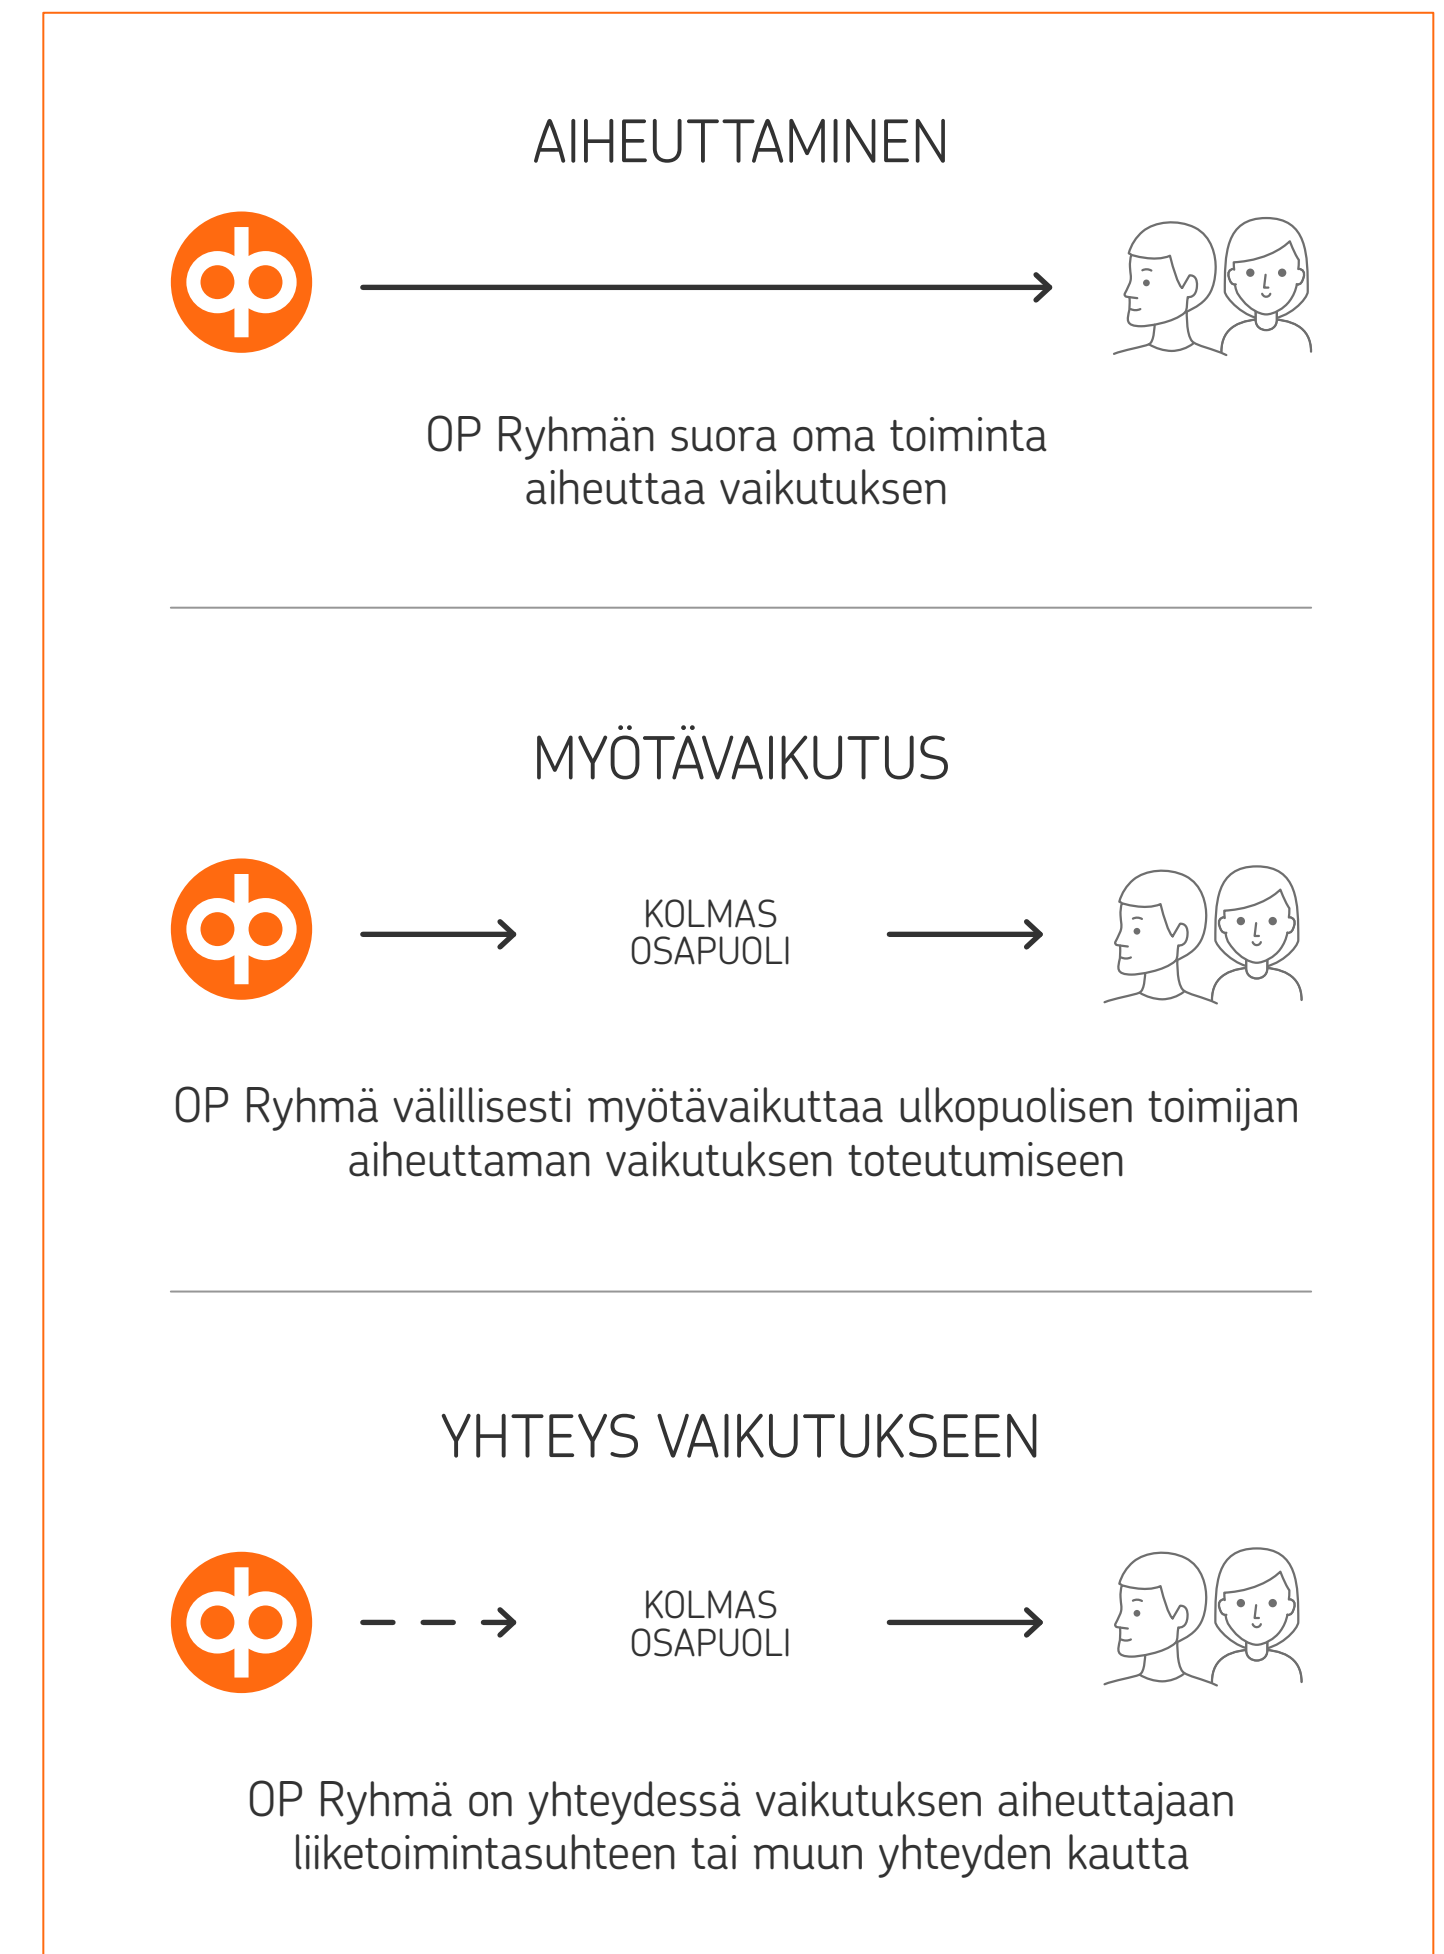 AIHEUTTAMINEN
OP Ryhmän suora oma toiminta
aiheuttaa vaikutuksen
MYÖTÄVAIKUTUS
KOLMAS
OSAPUOLI
OP Ryhmä välillisesti myötävaikuttaa ulkopuolisen toimijan
aiheuttaman vaikutuksen toteutumiseen
YHTEYS VAIKUTUKSEEN
KOLMAS
OSAPUOLI
OP Ryhmä on yhteydessä vaikutuksen aiheuttajaan
liiketoimintasuhteen tai muun yhteyden kautta